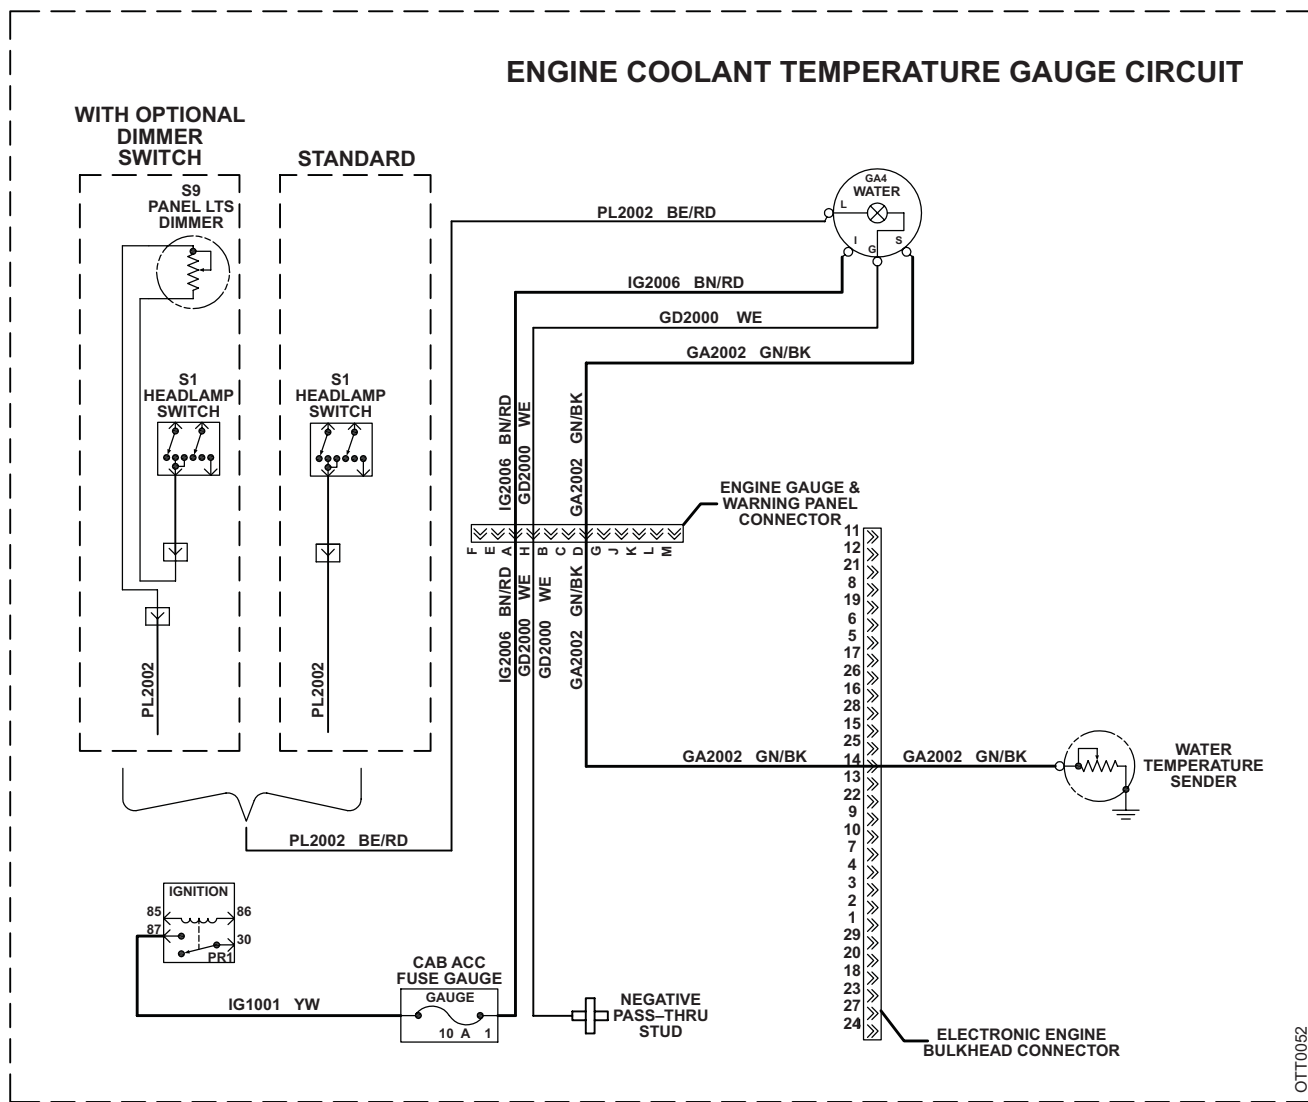 ENGINE COOLANT TEMPERATURE GAUGE CIRCUIT
WITH OPTIONAL
DIMMER
SWITCH
STANDARD
S9
PANEL LTS
DIMMER
S1
HEADLAMP
SWITCH
S1
HEADLAMP
SWITCH
PL2002
PL2002
GA4
WATER
L
I
G
S
PL2002 BE/RD
IG2006 BN/RD
GD2000 WE
GA2002 GN/BK
IG2006 BN/RD
GD2000 WE
GA2002 GN/BK
ENGINE GAUGE &
WARNING PANEL
CONNECTOR
F
E
A
H
B
C
D
G
J
K
L
M
IG2006 BN/RD
GD2000 WE
GD2000 WE
GA2002 GN/BK
11
12
21
8
19
6
5
17
26
16
28
15
25
14
13
22
9
10
7
4
3
2
1
29
20
18
23
27
24
GA2002 GN/BK
GA2002 GN/BK
WATER
TEMPERATURE
SENDER
PL2002 BE/RD
IGNITION
85
86
87
30
PR1
IG1001 YW
CAB ACC
FUSE GAUGE
GAUGE
10 A 1
NEGATIVE
PASS–THRU
STUD
ELECTRONIC ENGINE
BULKHEAD CONNECTOR
OTT0052